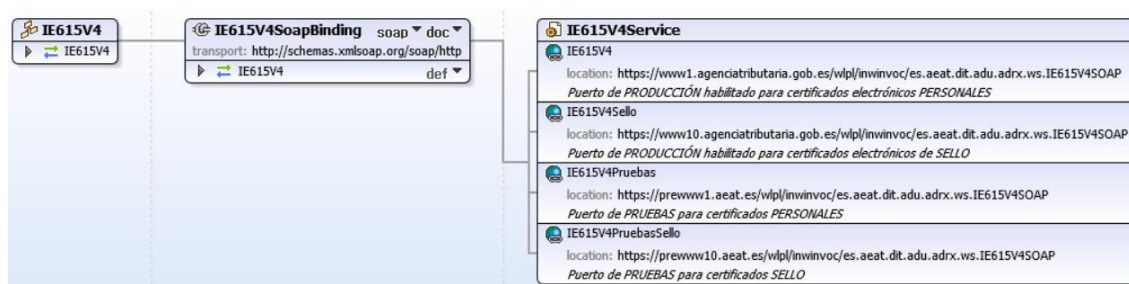 IE615V4
IE615V4
IE615V4SoapBinding soap doc
transport: http://schemas.xmlsoap.org/soap/http
IE615V4 def
IE615V4Service
IE615V4
location: https://www1.agenciatributaria.gob.es/wlpl/inwinvoc/es.aeat.dit.adu.adrx.ws.IE615V4SOAP
Puerto de PRODUCCIÓN habilitado para certificados electrónicos PERSONALES
IE615V4Sello
location: https://www10.agenciatributaria.gob.es/wlpl/inwinvoc/es.aeat.dit.adu.adrx.ws.IE615V4SOAP
Puerto de PRODUCCIÓN habilitado para certificados electrónicos de SELLO
IE615V4Pruebas
location: https://prewww1.aeat.es/wlpl/inwinvoc/es.aeat.dit.adu.adrx.ws.IE615V4SOAP
Puerto de PRUEBAS para certificados PERSONALES
IE615V4PruebasSello
location: https://prewww10.aeat.es/wlpl/inwinvoc/es.aeat.dit.adu.adrx.ws.IE615V4SOAP
Puerto de PRUEBAS para certificados SELLO